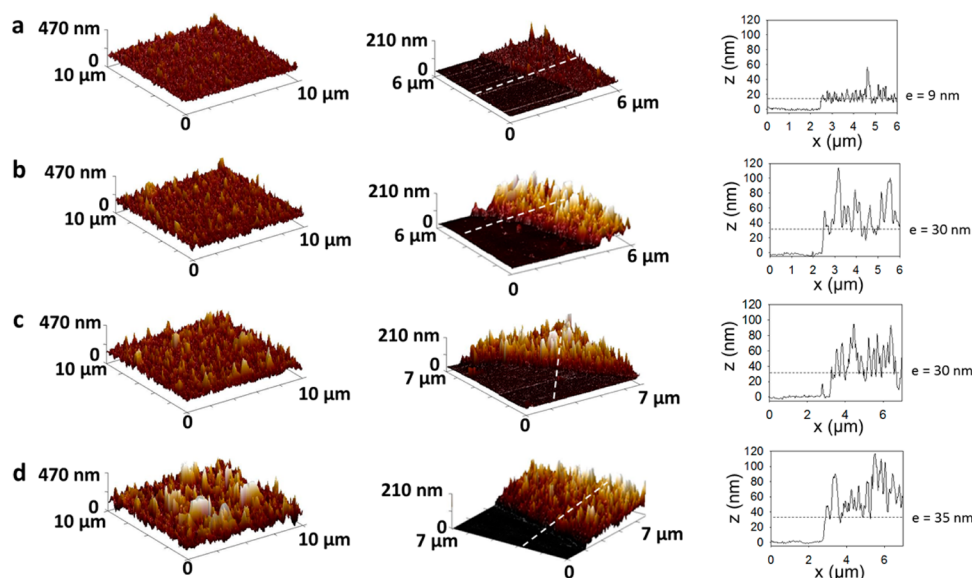 a
470 nm
0
10 µm
10 µm
0
210 nm
0
6 µm
6 µm
0
120
100
80
60
40
20
0
z (nm)
0 1 2 3 4 5 6
x (µm)
e = 9 nm
b
470 nm
0
10 µm
10 µm
0
210 nm
0
6 µm
6 µm
0
120
100
80
60
40
20
0
z (nm)
0 1 2 3 4 5 6
x (µm)
e = 30 nm
c
470 nm
0
10 µm
10 µm
0
210 nm
0
7 µm
7 µm
0
120
100
80
60
40
20
0
z (nm)
0 2 4 6
x (µm)
e = 30 nm
d
470 nm
0
10 µm
10 µm
0
210 nm
0
7 µm
7 µm
0
120
100
80
60
40
20
0
z (nm)
0 2 4 6
x (µm)
e = 35 nm